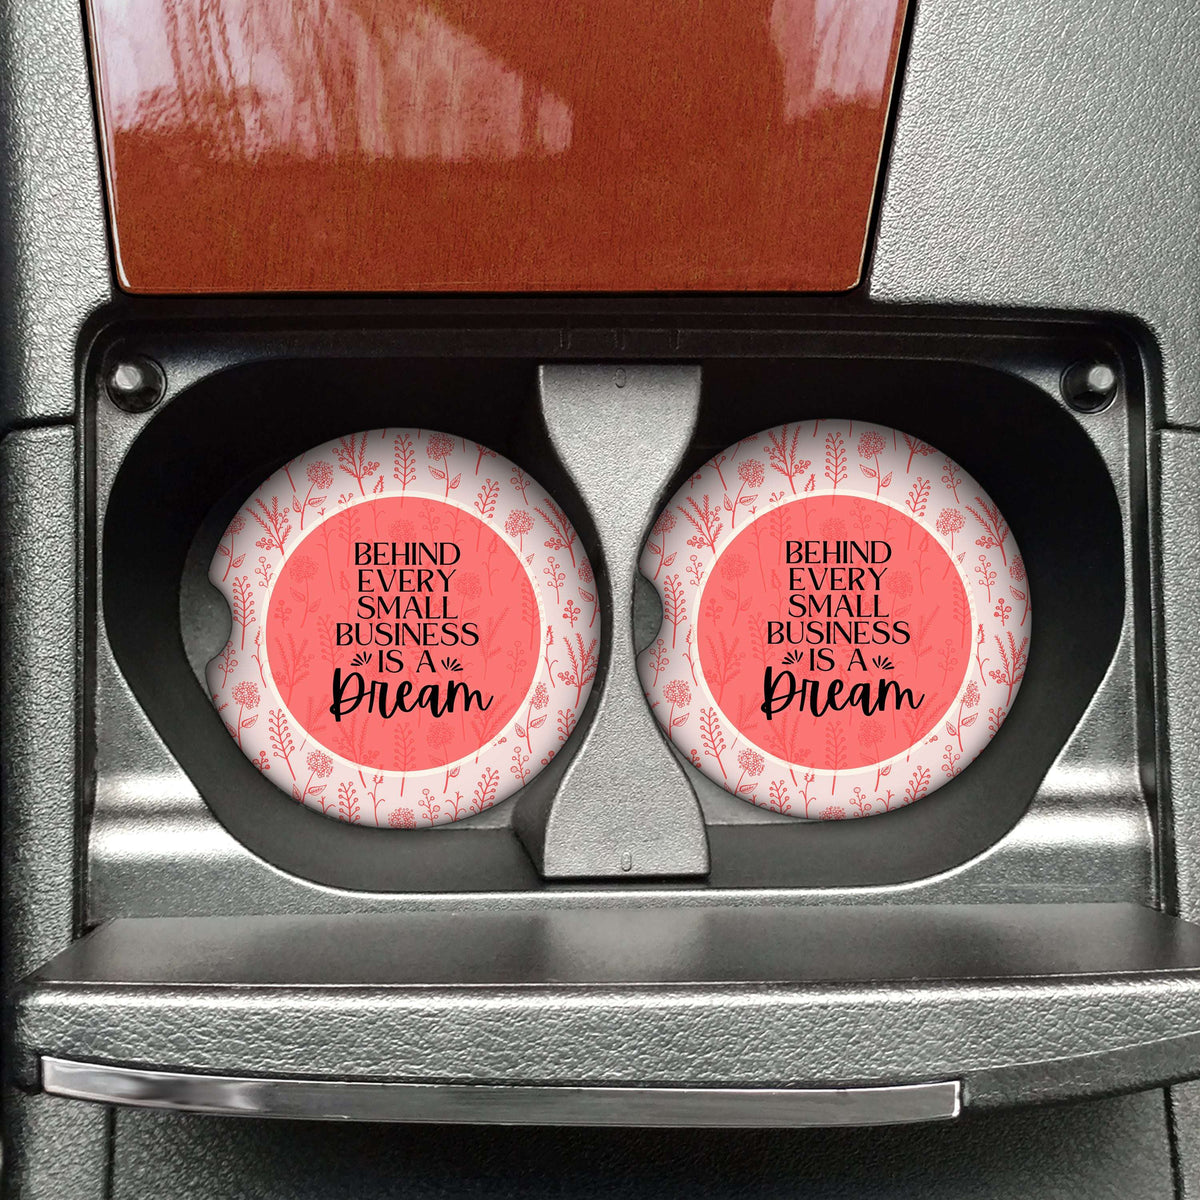 BEHIND
EVERY
SMALL
BUSINESS
IS A
Dream
BEHIND
EVERY
SMALL
BUSINESS
IS A
Dream